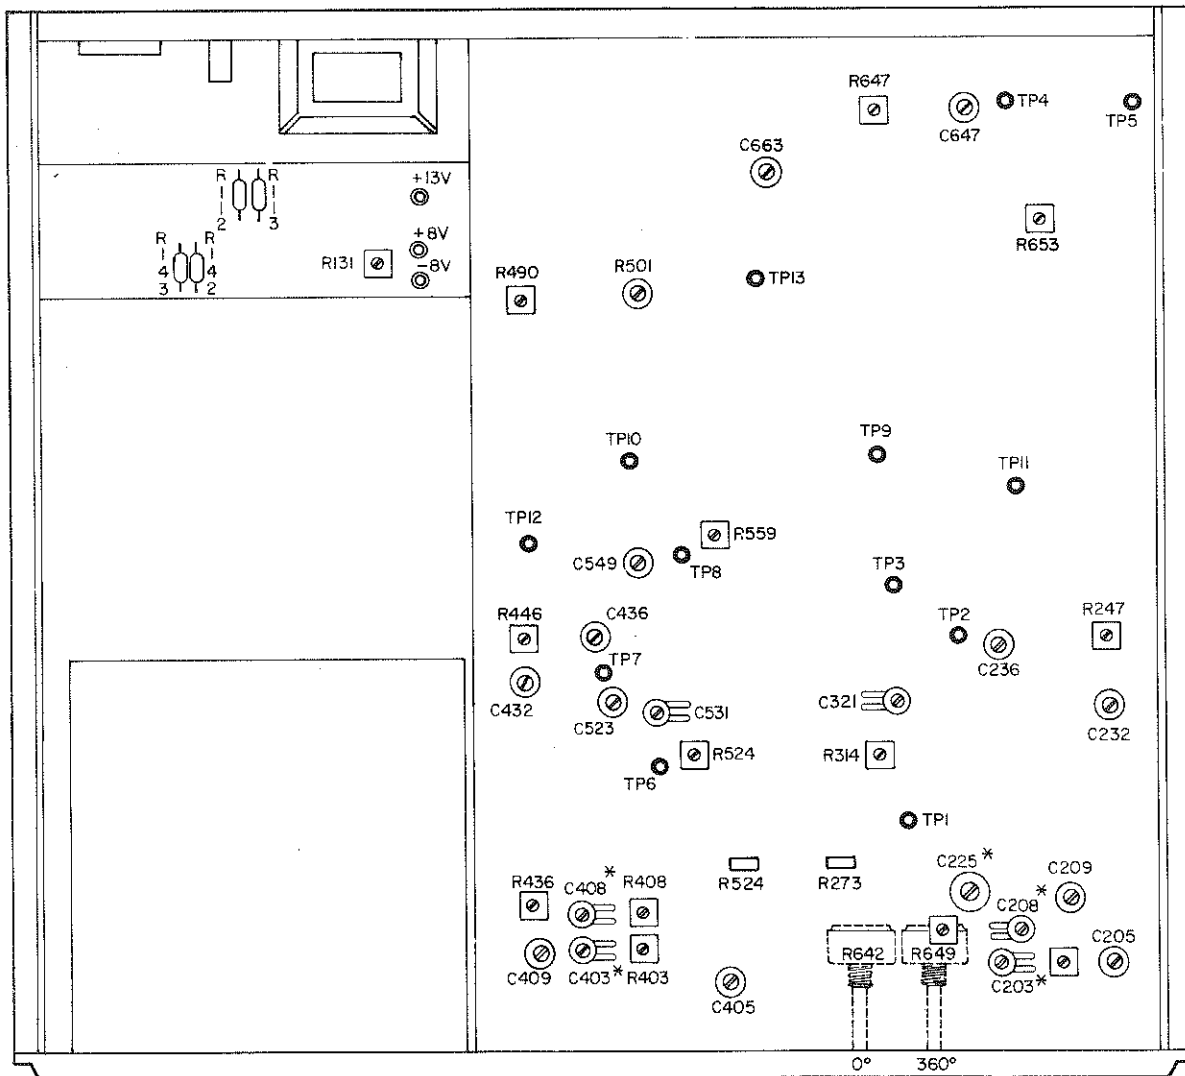 R647
TP4
C647
TP5
C663
R
|
|
2
R
|
|
3
+13V
R653
R
|
4
3
R
|
4
2
+8V
-8V
R131
R490
R501
TP13
TP10
TP9
TP11
TP12
R559
C549
TP8
TP3
R446
C436
TP2
R247
TP7
C236
C432
C523
C531
C321
C232
R524
R314
TP6
TP1
R436
C408*
R408
R524
R273
C225*
C209
C208*
C205
C409
C403*
R403
C405
R642
R649
C203*
0°
360°